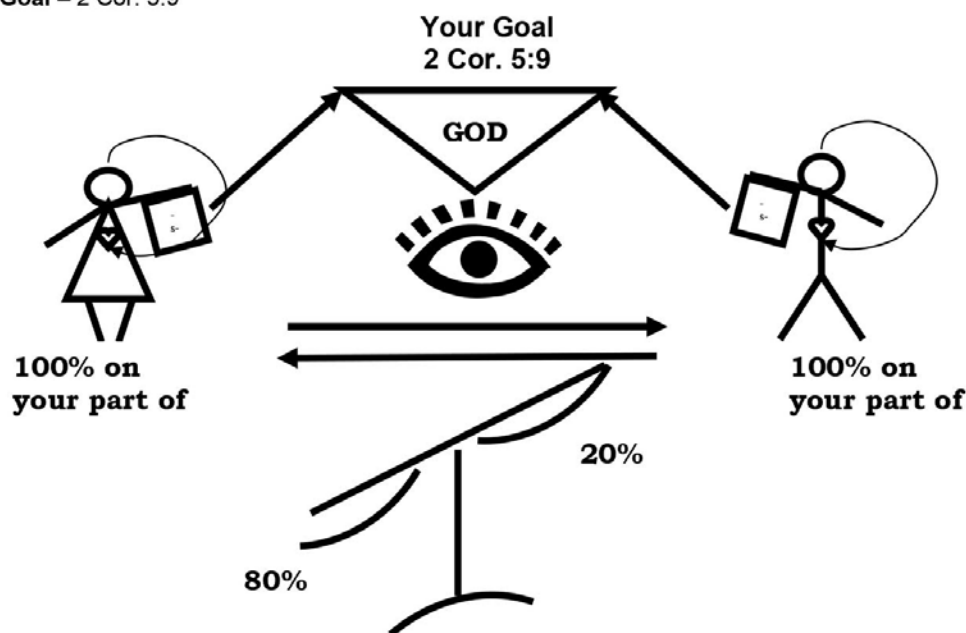 Goal – 2 Cor. 5:9
Your Goal
2 Cor. 5:9
GOD
s-
s-
100% on
your part of
100% on
your part of
20%
80%